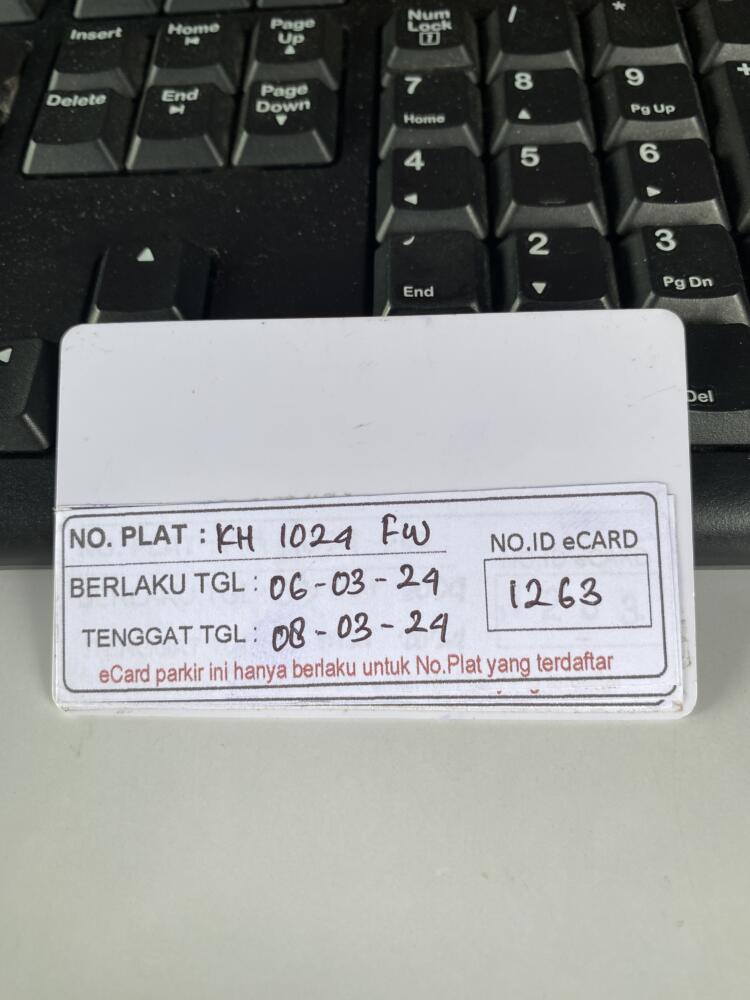 Insert Home Page Up Num Lock / *
Delete End Page Down 7 Home 8 9 Pg Up +
4 5 6
End 2 3 Pg Dn
Del
NO. PLAT : KH 1024 FW
NO.ID eCARD
BERLAKU TGL : 06-03-24
1263
TENGGAT TGL : 08-03-24
eCard parkir ini hanya berlaku untuk No.Plat yang terdaftar